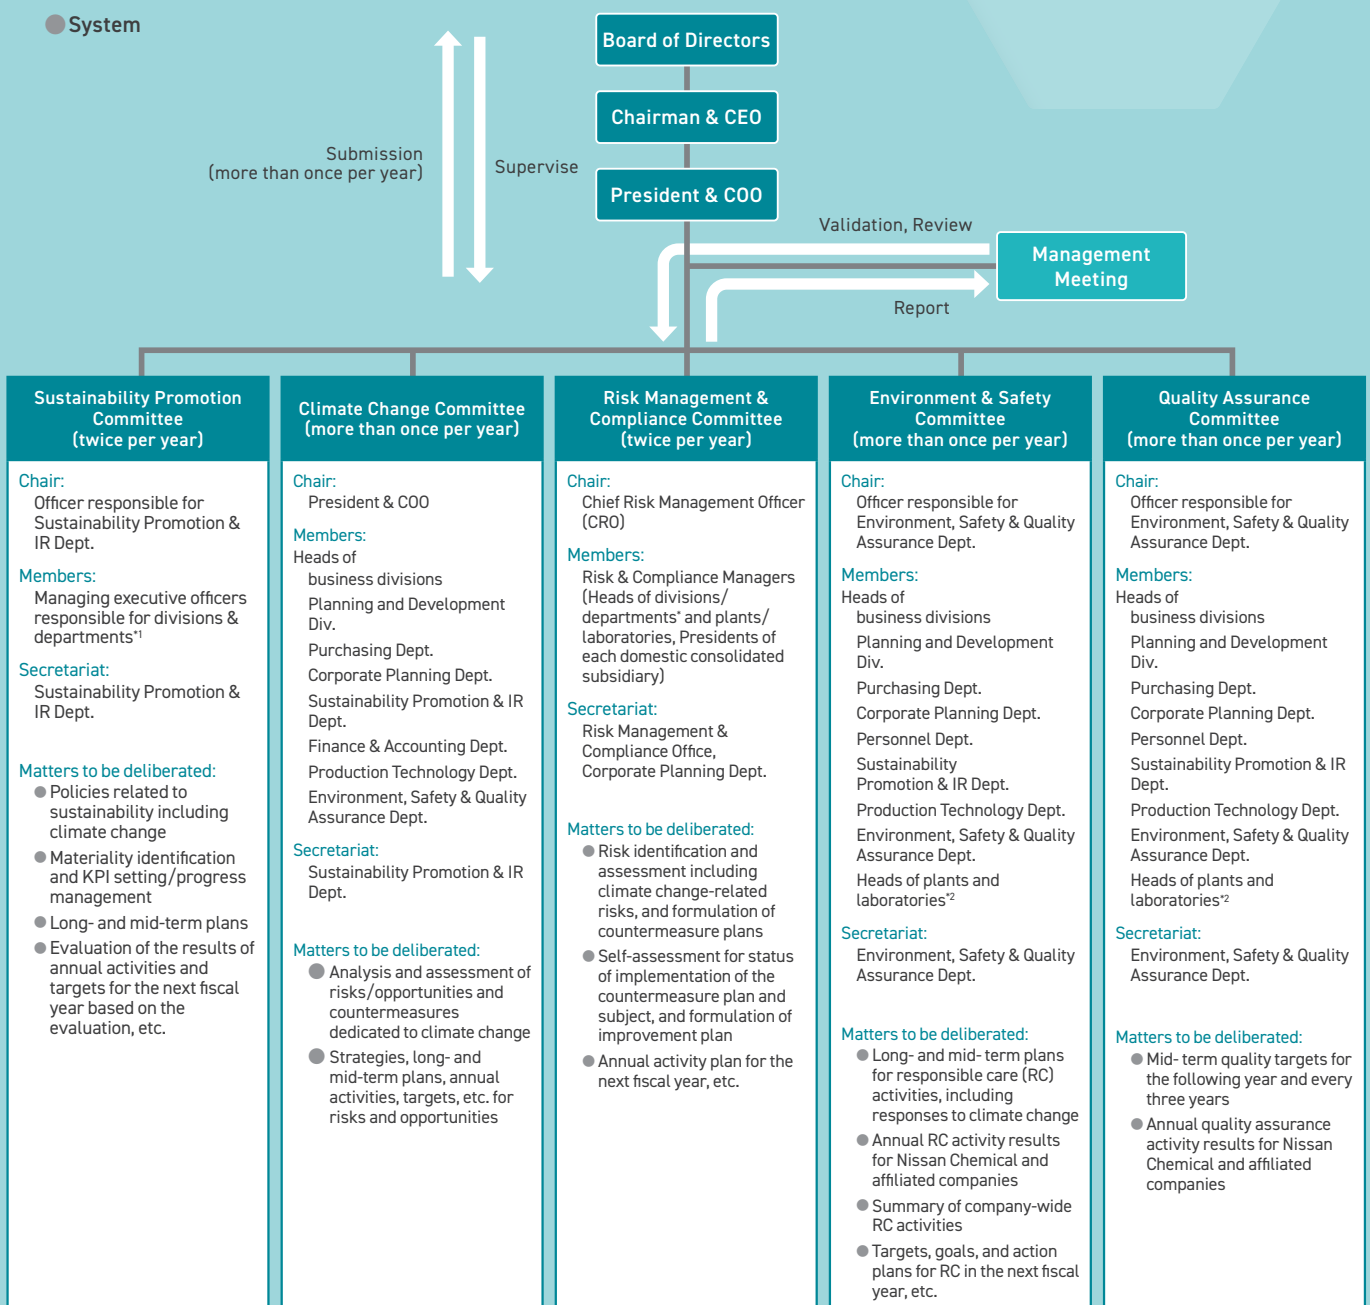 System
Board of Directors
Chairman & CEO
President & COO
Submission
(more than once per year)
Supervise
Validation, Review
Management
Meeting
Report
Sustainability Promotion
Committee
(twice per year)
Chair:
Officer responsible for
Sustainability Promotion &
IR Dept.
Members:
Managing executive officers
responsible for divisions &
departments*1
Secretariat:
Sustainability Promotion &
IR Dept.
Matters to be deliberated:
● Policies related to
sustainability including
climate change
● Materiality identification
and KPI setting/progress
management
● Long- and mid-term plans
● Evaluation of the results of
annual activities and
targets for the next fiscal
year based on the
evaluation, etc.
Climate Change Committee
(more than once per year)
Chair:
President & COO
Members:
Heads of
business divisions
Planning and Development
Div.
Purchasing Dept.
Corporate Planning Dept.
Sustainability Promotion & IR
Dept.
Finance & Accounting Dept.
Production Technology Dept.
Environment, Safety & Quality
Assurance Dept.
Secretariat:
Sustainability Promotion & IR
Dept.
Matters to be deliberated:
● Analysis and assessment of
risks/opportunities and
countermeasures
dedicated to climate change
● Strategies, long- and
mid-term plans, annual
activities, targets, etc. for
risks and opportunities
Risk Management &
Compliance Committee
(twice per year)
Chair:
Chief Risk Management Officer
(CRO)
Members:
Risk & Compliance Managers
(Heads of divisions/
departments* and plants/
laboratories, Presidents of
each domestic consolidated
subsidiary)
Secretariat:
Risk Management &
Compliance Office,
Corporate Planning Dept.
Matters to be deliberated:
● Risk identification and
assessment including
climate change-related
risks, and formulation of
countermeasure plans
● Self-assessment for status
of implementation of the
countermeasure plan and
subject, and formulation of
improvement plan
● Annual activity plan for the
next fiscal year, etc.
Environment & Safety
Committee
(more than once per year)
Chair:
Officer responsible for
Environment, Safety & Quality
Assurance Dept.
Members:
Heads of
business divisions
Planning and Development
Div.
Purchasing Dept.
Corporate Planning Dept.
Personnel Dept.
Sustainability
Promotion & IR Dept.
Production Technology Dept.
Environment, Safety & Quality
Assurance Dept.
Heads of plants and
laboratories*2
Secretariat:
Environment, Safety & Quality
Assurance Dept.
Matters to be deliberated:
● Long- and mid- term plans
for responsible care (RC)
activities, including
responses to climate change
● Annual RC activity results
for Nissan Chemical and
affiliated companies
● Summary of company-wide
RC activities
● Targets, goals, and action
plans for RC in the next fiscal
year, etc.
Quality Assurance
Committee
(more than once per year)
Chair:
Officer responsible for
Environment, Safety & Quality
Assurance Dept.
Members:
Heads of
business divisions
Planning and Development
Div.
Purchasing Dept.
Corporate Planning Dept.
Personnel Dept.
Sustainability Promotion & IR
Dept.
Production Technology Dept.
Environment, Safety & Quality
Assurance Dept.
Heads of plants and
laboratories*2
Secretariat:
Environment, Safety & Quality
Assurance Dept.
Matters to be deliberated:
● Mid- term quality targets for
the following year and every
three years
● Annual quality assurance
activity results for Nissan
Chemical and affiliated
companies